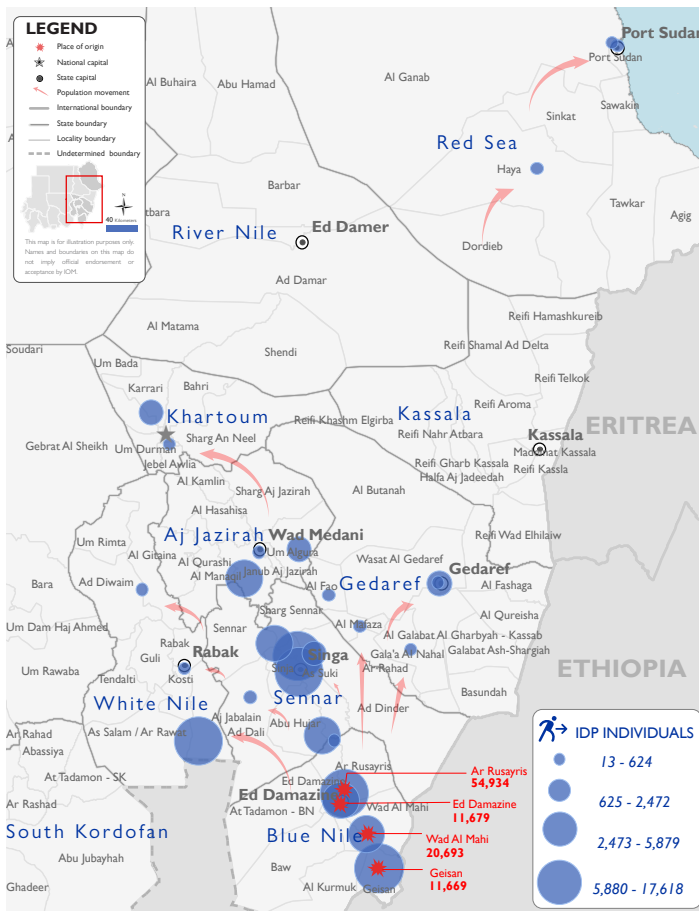 LEGEND
Place of origin
National capital
State capital
Population movement
International boundary
State boundary
Locality boundary
Undetermined boundary
N
40 Kilometers
This map is for illustration purposes only.
Names and boundaries on this map do
not imply official endorsement or
acceptance by IOM.
Port Sudan
Port Sudan
Al Ganab
Al Buhaira
Abu Hamad
Sinkat
Sawakin
Red Sea
Haya
Barbar
Tawkar
Agig
River Nile
Ed Damer
Dordieb
Ad Damar
Al Matama
Shendi
Reifi Hamashkureib
Reifi Shamal Ad Delta
Soudari
Um Bada
Karrari
Bahri
Reifi Telkok
Khartoum
Kassala
Reifi Aroma
Reifi Khashm Elgirba
Reifi Nahr Atbara
ERITREA
Kassala
Gebrat Al Sheikh
Um Durman
Sharg An Neel
Jebel Awlia
Reifi Gharb Kassala
Reifi Kassla
Halfa Aj Jadeedah
Al Kamlin
Sharg Aj Jazirah
Al Butanah
Al Hasahisa
Aj Jazirah
Wad Medani
Reifi Wad Elhilaiw
Um Rimta
Al Gitaina
Al Qurashi
Um Algura
Wasat Al Gedaref
Gedaref
Gedaref
Bara
Ad Diwaim
Al Manaqil
Janub Aj Jazirah
Al Fao
Al Fashaga
Sharg Sennar
Al Qureisha
Um Dam Haj Ahmed
Sennar
Al Mafaza
Al Galabat Al Gharbyah - Kassab
Rabak
Rabak
Guli
Singa
Gala'a Al Nahal
Galabat Ash-Shargiah
Um Rawaba
Tendalti
Kosti
As Suki
Ar Rahad
ETHIOPIA
White Nile
Sennar
Basundah
Aj Jabalain
Abu Hujar
Ad Dinder
Ar Rahad
As Salam / Ar Rawat
Ad Dali
Abassiya
IDP INDIVIDUALS
13 - 624
625 - 2,472
2,473 - 5,879
5,880 - 17,618
At Tadamon - SK
Ar Rusayris
Ed Damazine
Ar Rusayris
54,934
Ed Damazine
Ar Rashad
At Tadamon - BN
Wad Al Mahi
Ed Damazine
11,679
South Kordofan
Blue Nile
Wad Al Mahi
20,693
Abu Jubayhah
Baw
Geisan
11,669
Ghadeer
Al Kurmuk
Geisan